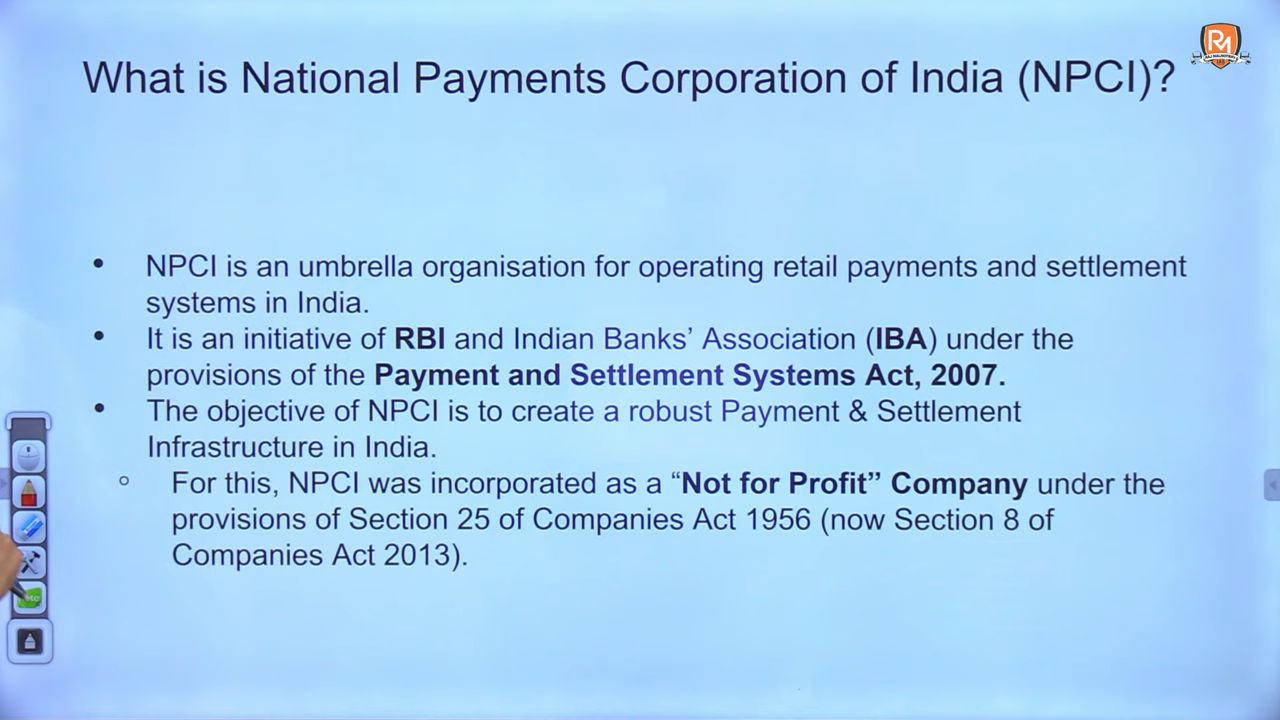 What is National Payments Corporation of India (NPCI)?
• NPCI is an umbrella organisation for operating retail payments and settlement
systems in India.
• It is an initiative of RBI and Indian Banks’ Association (IBA) under the
provisions of the Payment and Settlement Systems Act, 2007.
• The objective of NPCI is to create a robust Payment & Settlement
Infrastructure in India.
○ For this, NPCI was incorporated as a “Not for Profit” Company under the
provisions of Section 25 of Companies Act 1956 (now Section 8 of
Companies Act 2013).